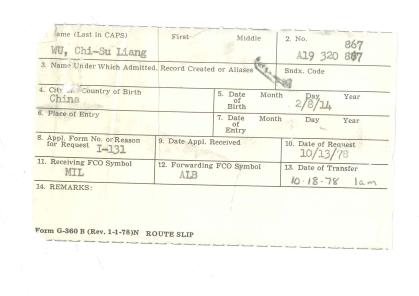 Name (Last in CAPS) First Middle 2. No.
867
WU, Chi-Su Liang A19 320 867
3. Name Under Which Admitted, Record Created or Aliases Sndx. Code
4. City or Country of Birth 5. Date of Birth Month Day Year
China 2/8/14
6. Place of Entry 7. Date of Entry Month Day Year
8. Appl. Form No. or Reason for Request 9. Date Appl. Received 10. Date of Request
I-131 10/13/78
11. Receiving FCO Symbol 12. Forwarding FCO Symbol 13. Date of Transfer
MIL ALB 10-18-78 1am
14. REMARKS:
Form G-360 B (Rev. 1-1-78)N ROUTE SLIP